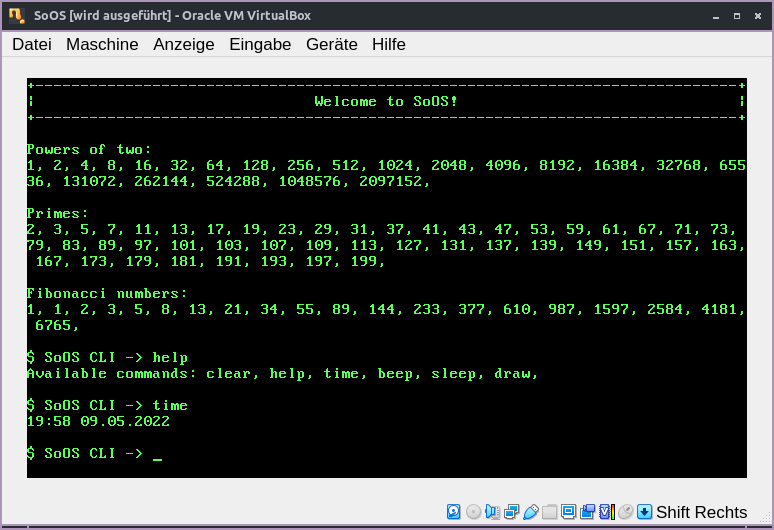 SoOS [wird ausgeführt] - Oracle VM VirtualBox
Datei Maschine Anzeige Eingabe Geräte Hilfe
+------------------------------------------------------------------------------+
¦ Welcome to SoOS! ¦
+------------------------------------------------------------------------------+
Powers of two:
1, 2, 4, 8, 16, 32, 64, 128, 256, 512, 1024, 2048, 4096, 8192, 16384, 32768, 655
36, 131072, 262144, 524288, 1048576, 2097152,
Primes:
2, 3, 5, 7, 11, 13, 17, 19, 23, 29, 31, 37, 41, 43, 47, 53, 59, 61, 67, 71, 73,
79, 83, 89, 97, 101, 103, 107, 109, 113, 127, 131, 137, 139, 149, 151, 157, 163,
167, 173, 179, 181, 191, 193, 197, 199,
Fibonacci numbers:
1, 1, 2, 3, 5, 8, 13, 21, 34, 55, 89, 144, 233, 377, 610, 987, 1597, 2584, 4181,
6765,
$ SoOS CLI -> help
Available commands: clear, help, time, beep, sleep, draw,
$ SoOS CLI -> time
19:58 09.05.2022
$ SoOS CLI -> _
Shift Rechts